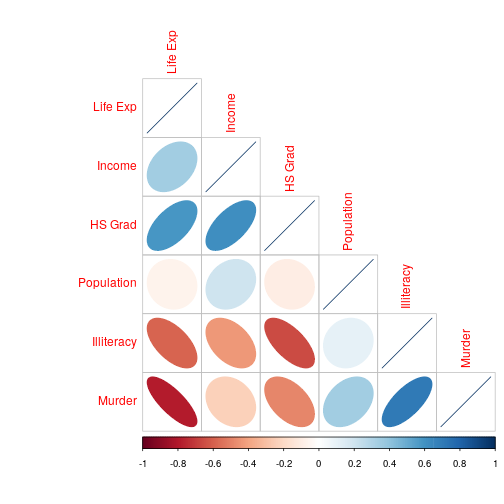 Life Exp
Income
HS Grad
Population
Illiteracy
Murder
Life Exp
Income
HS Grad
Population
Illiteracy
Murder
-1 -0.8 -0.6 -0.4 -0.2 0 0.2 0.4 0.6 0.8 1